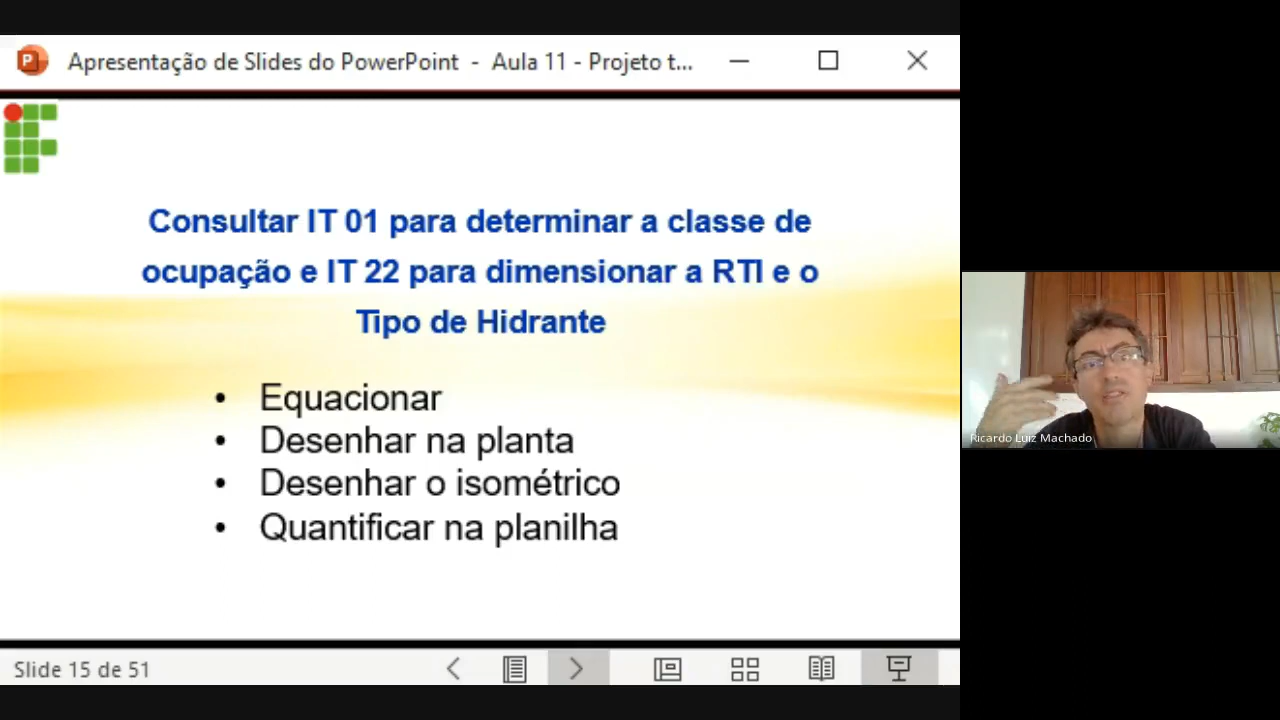 Apresentação de Slides do PowerPoint - Aula 11 - Projeto t...
Consultar IT 01 para determinar a classe de
ocupação e IT 22 para dimensionar a RTI e o
Tipo de Hidrante
• Equacionar
• Desenhar na planta
• Desenhar o isométrico
• Quantificar na planilha
Ricardo Luiz Machado
Slide 15 de 51